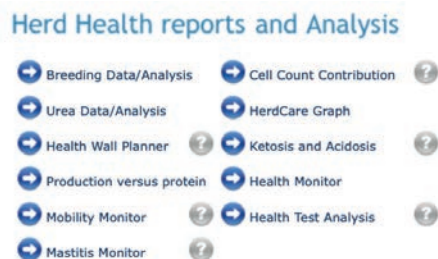 Herd Health reports and Analysis
Breeding Data/Analysis
Cell Count Contribution ?
Urea Data/Analysis
HerdCare Graph
Health Wall Planner ?
Ketosis and Acidosis ?
Production versus protein
Health Monitor
Mobility Monitor ?
Health Test Analysis ?
Mastitis Monitor ?